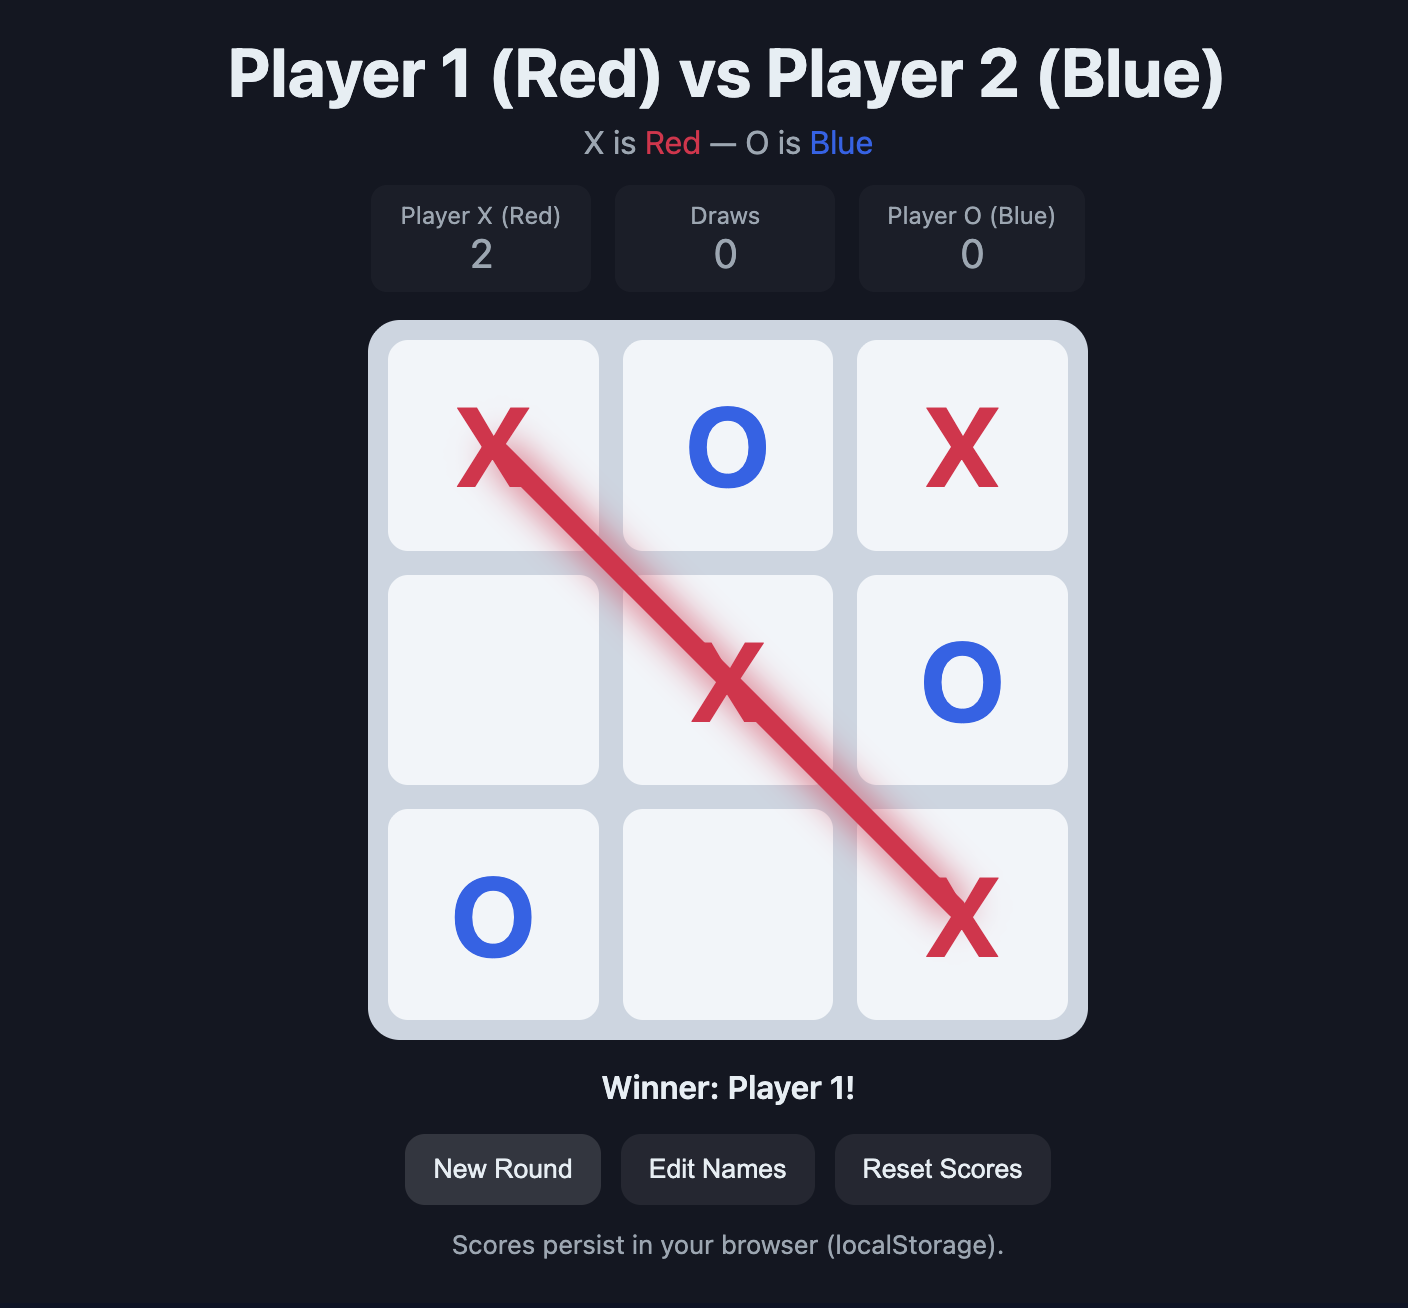 Player 1 (Red) vs Player 2 (Blue)
X is Red — O is Blue
Player X (Red) Draws Player O (Blue)
2 0 0
X O X
X O
O X
Winner: Player 1!
New Round Edit Names Reset Scores
Scores persist in your browser (localStorage).